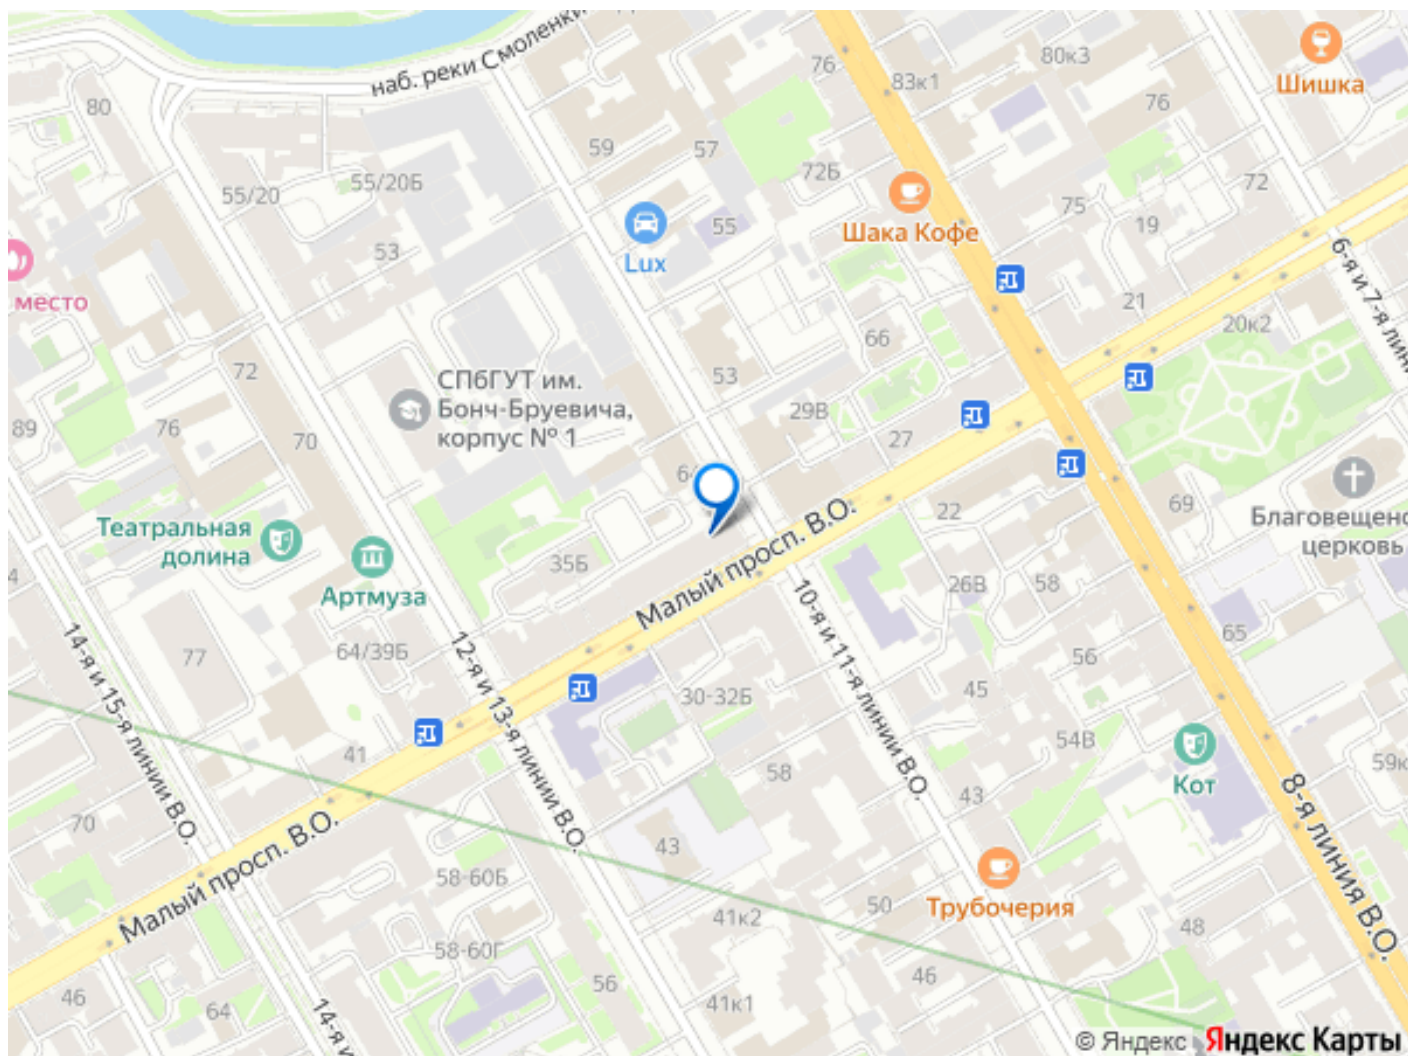 наб. реки Смоленки
76
80к3
Шишка
83к1
76
80
59
57
72Б
55/20
55/20Б
72
75
19
Шака Кофе
55
53
Lux
6-я и 7-я лини
место
21
20к2
66
72
СПбГУТ им.
Бонч-Бруевича,
корпус № 1
53
29В
89
76
70
27
69
Благовещенс
церковь
Малый просп. В.О.
22
Театральная
долина
35Б
Артмуза
26В
58
10-я и 11-я линии В.О.
65
64/39Б
77
14-я и 15-я линии В.О.
12-я и 13-я линии В.О.
56
45
30-32Б
54В
41
58
Кот
59к
43
8-я линия В.О.
70
Малый просп. В.О.
43
58-60Б
Трубочерия
50
41к2
48
58-60Г
46
56
46
64
41к1
14-я и
© Яндекс Яндекс Карты